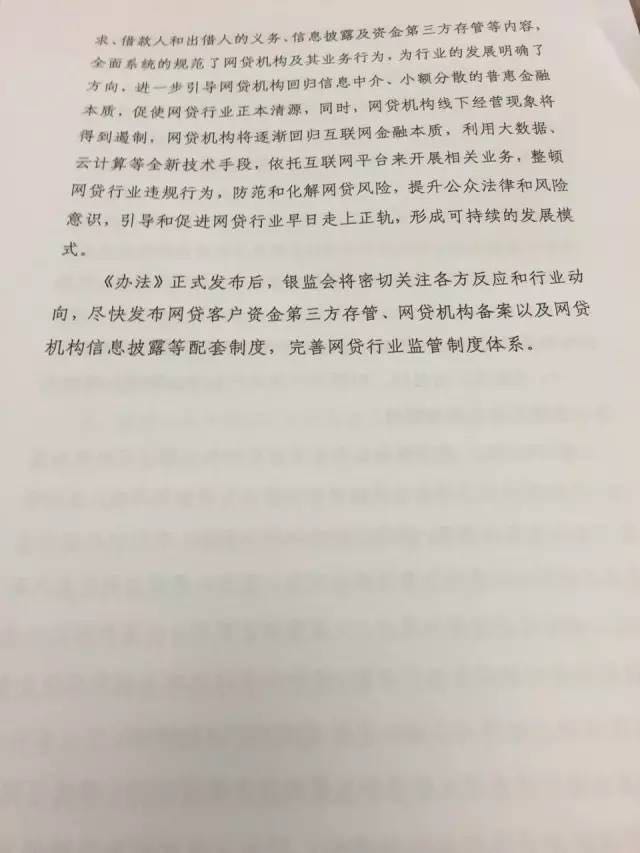 求、借款人和出借人的义务、信息披露及资金第三方存管等内容，
全面系统的规范了网贷机构及其业务行为，为行业的发展明确了
方向，进一步引导网贷机构回归信息中介、小额分散的普惠金融
本质，促使网贷行业正本清源，同时，网贷机构线下经营现象将
得到遏制，网贷机构将逐渐回归互联网金融本质，利用大数据、
云计算等全新技术手段，依托互联网平台来开展相关业务，整顿
网贷行业违规行为，防范和化解网贷风险，提升公众法律和风险
意识，引导和促进网贷行业早日走上正轨，形成可持续的发展模
式。
《办法》正式发布后，银监会将密切关注各方反应和行业动
向，尽快发布网贷客户资金第三方存管、网贷机构备案以及网贷
机构信息披露等配套制度，完善网贷行业监管制度体系。